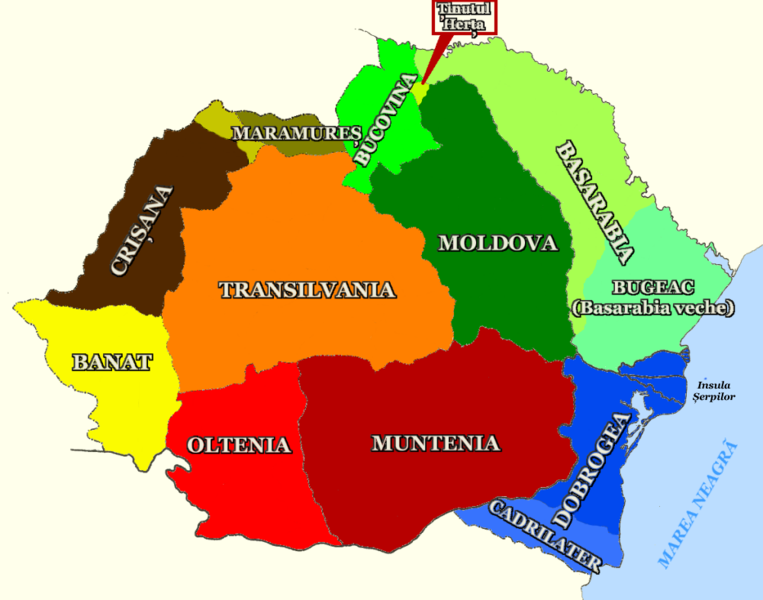 Ținutul
Herța
MARAMUREȘ
BUCOVINA
BASARABIA
CRIȘANA
MOLDOVA
TRANSILVANIA
BUGEAC
(Basarabia veche)
BANAT
Insula
Șerpilor
OLTENIA
MUNTENIA
DOBROGEA
CADRILATER
MAREA NEAGRĂ